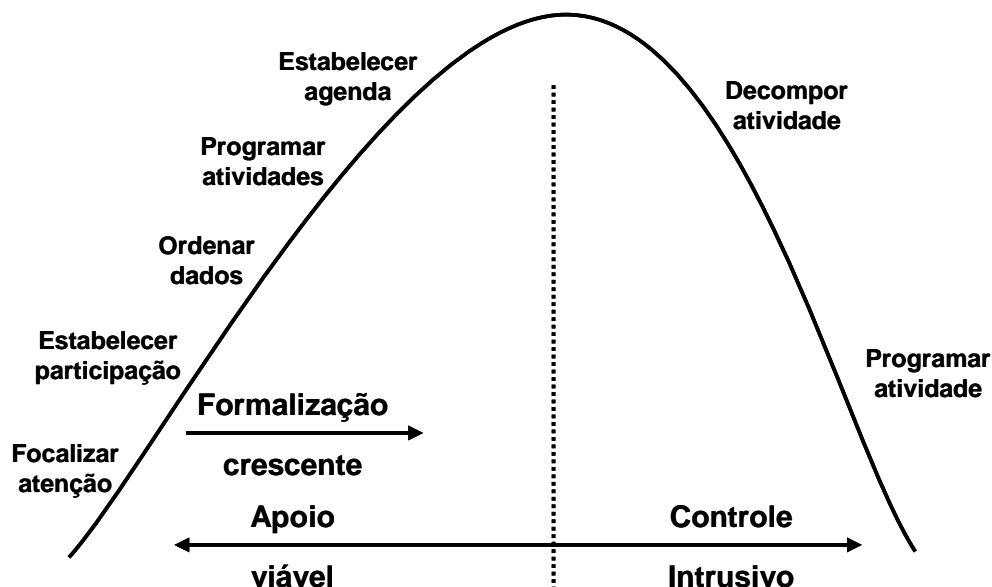 Estabelecer
agenda
Decompor
atividade
Programar
atividades
Ordenar
dados
Estabelecer
participação
Programar
atividade
Formalização
crescente
Focalizar
atenção
Apoio
viável
Controle
Intrusivo